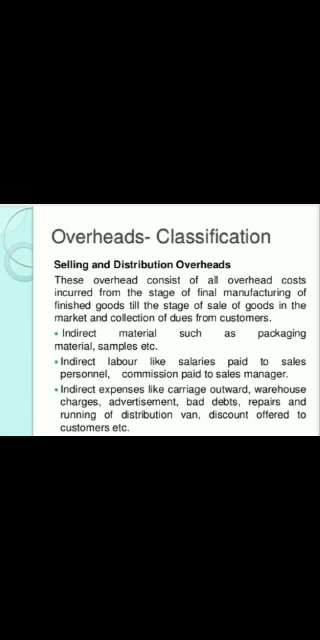 Overheads- Classification
Selling and Distribution Overheads
These overhead consist of all overhead costs
incurred from the stage of final manufacturing of
finished goods till the stage of sale of goods in the
market and collection of dues from customers.
• Indirect material such as packaging
material, samples etc.
• Indirect labour like salaries paid to sales
personnel, commission paid to sales manager.
• Indirect expenses like carriage outward, warehouse
charges, advertisement, bad debts, repairs and
running of distribution van, discount offered to
customers etc.